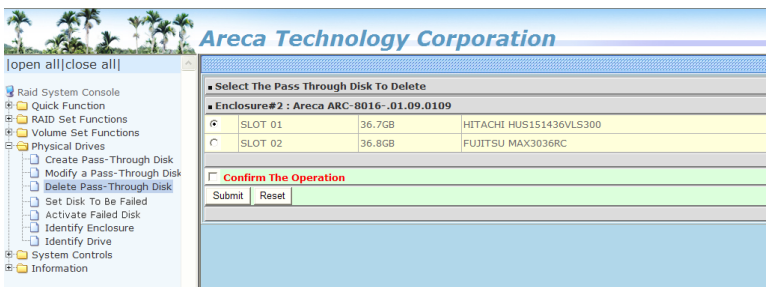 Areca Technology Corporation
|open all|close all|
Raid System Console
Quick Function
RAID Set Functions
Volume Set Functions
Physical Drives
Create Pass-Through Disk
Modify a Pass-Through Disk
Delete Pass-Through Disk
Set Disk To Be Failed
Activate Failed Disk
Identify Enclosure
Identify Drive
System Controls
Information
Select The Pass Through Disk To Delete
Enclosure#2 : Areca ARC-8016-.01.09.0109
SLOT 01 36.7GB HITACHI HUS151436VLS300
SLOT 02 36.8GB FUJITSU MAX3036RC
Confirm The Operation
Submit Reset